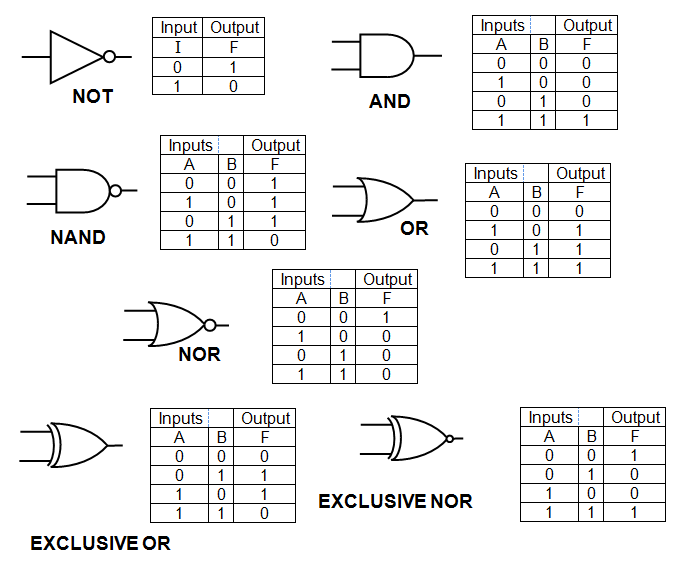 Input Output
I F
0 1
1 0
NOT
Inputs Output
A B F
0 0 0
1 0 0
0 1 0
1 1 1
AND
Inputs Output
A B F
0 0 1
1 0 1
0 1 1
1 1 0
NAND
Inputs Output
A B F
0 0 0
1 0 1
0 1 1
1 1 1
OR
Inputs Output
A B F
0 0 1
1 0 0
0 1 0
1 1 0
NOR
Inputs Output
A B F
0 0 0
0 1 1
1 0 1
1 1 0
EXCLUSIVE OR
Inputs Output
A B F
0 0 1
0 1 0
1 0 0
1 1 1
EXCLUSIVE NOR